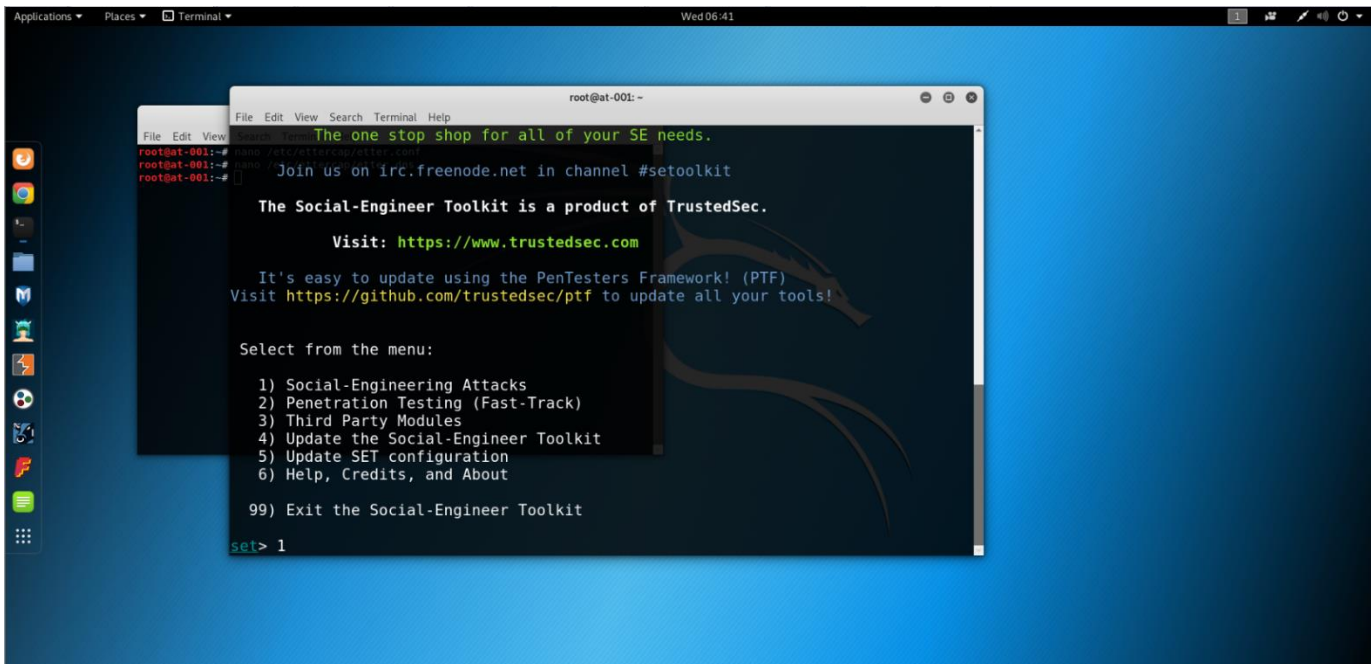 Applications Places Terminal Wed 06:41 1
root@at-001: ~
File Edit View Search Terminal Help
The one stop shop for all of your SE needs.
Join us on irc.freenode.net in channel #setoolkit
The Social-Engineer Toolkit is a product of TrustedSec.
Visit: https://www.trustedsec.com
It's easy to update using the PenTesters Framework! (PTF)
Visit https://github.com/trustedsec/ptf to update all your tools!
Select from the menu:
1) Social-Engineering Attacks
2) Penetration Testing (Fast-Track)
3) Third Party Modules
4) Update the Social-Engineer Toolkit
5) Update SET configuration
6) Help, Credits, and About
99) Exit the Social-Engineer Toolkit
set> 1
File Edit View Search
root@at-001:~# nano /etc/ettercap/etter.conf
root@at-001:~# nano
root@at-001:~#